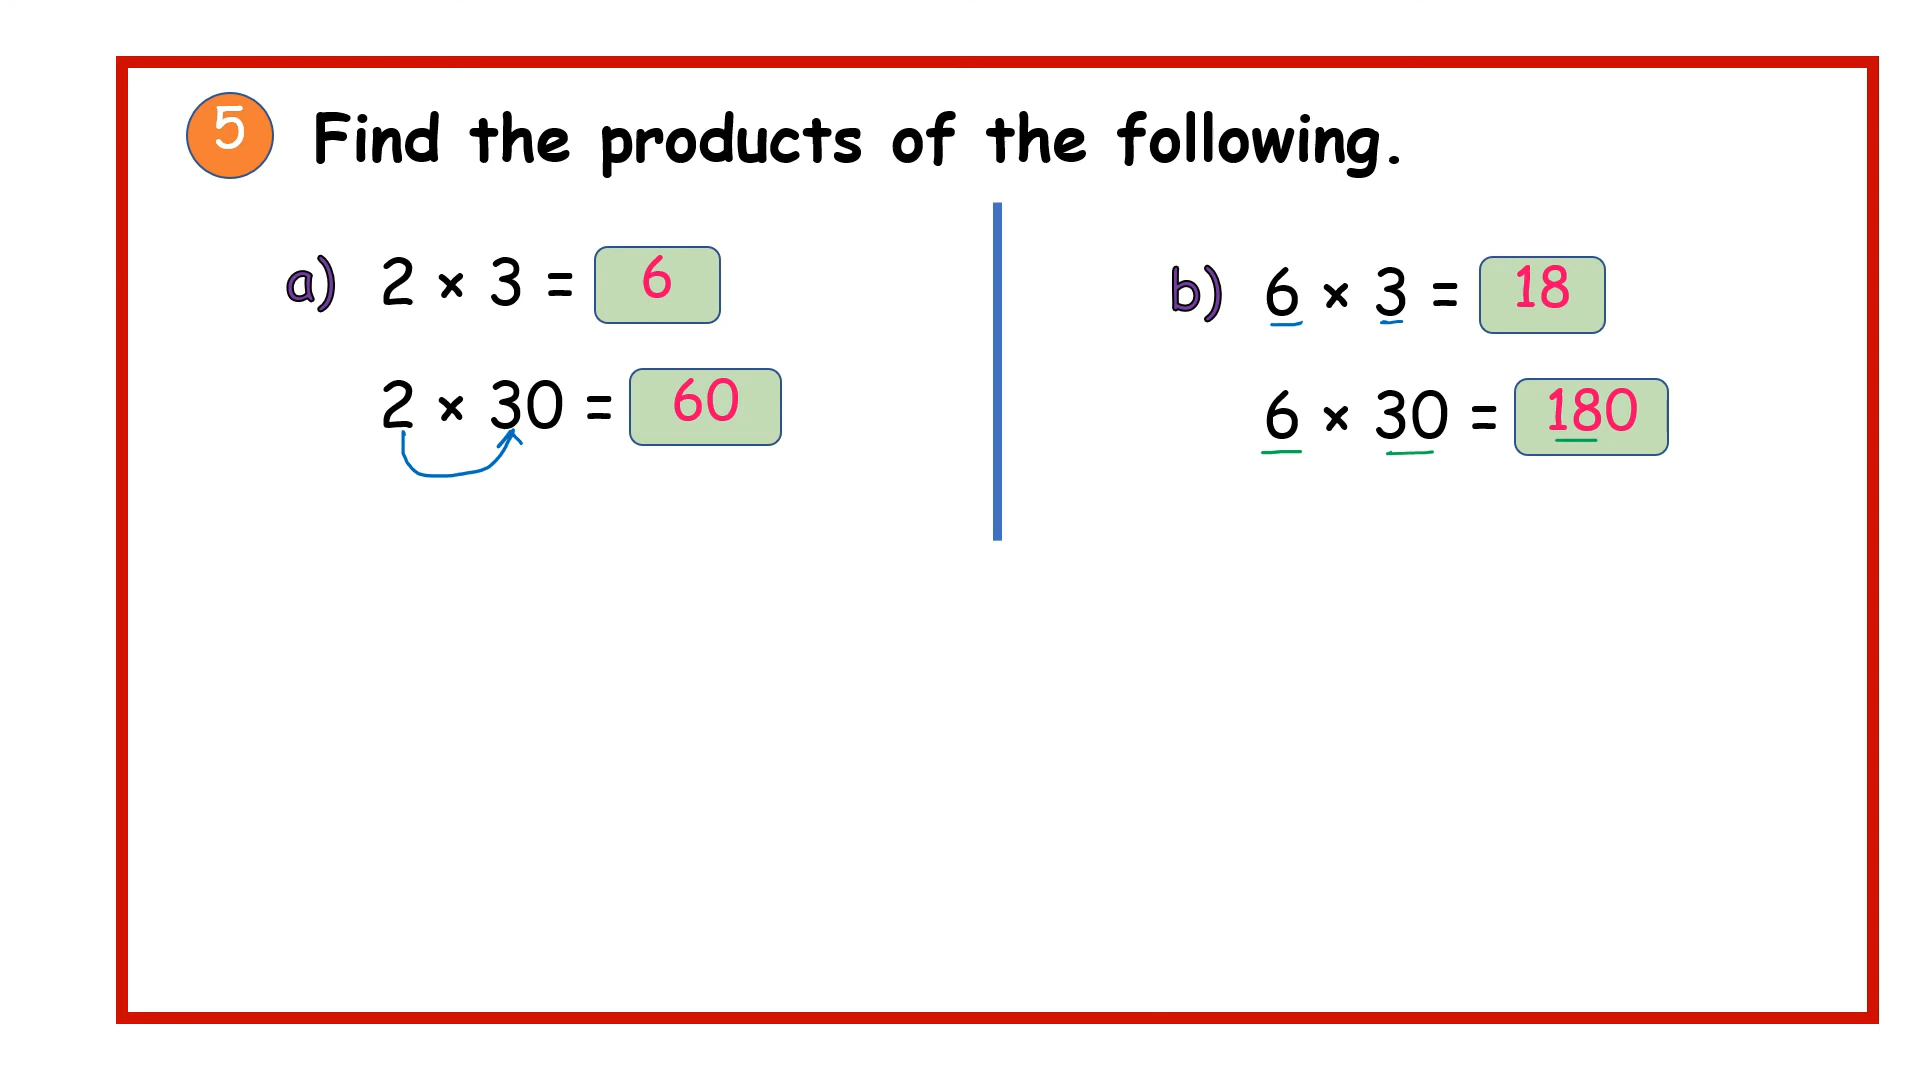 5 Find the products of the following.
a) 2 × 3 = 6
2 × 30 = 60
b) 6 × 3 = 18
6 × 30 = 180